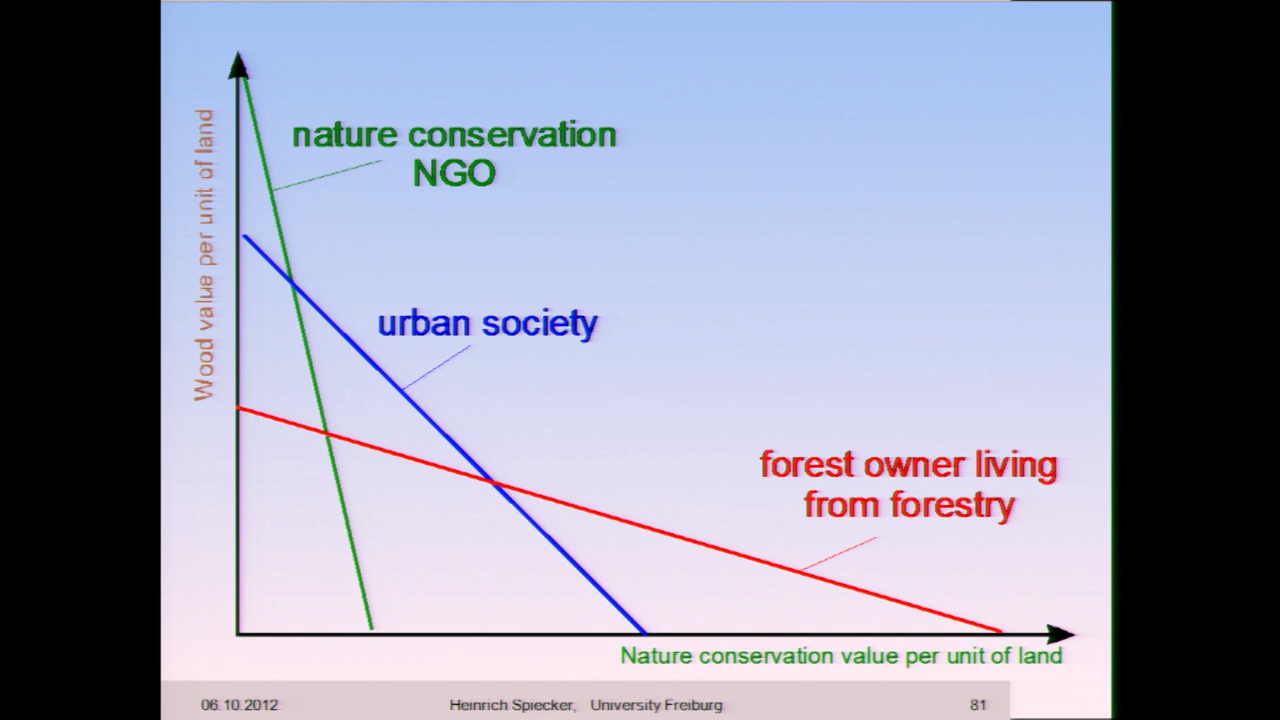 Wood value per unit of land
nature conservation
NGO
urban society
forest owner living
from forestry
Nature conservation value per unit of land
06.10.2012
Heinrich Spiecker, University Freiburg
81